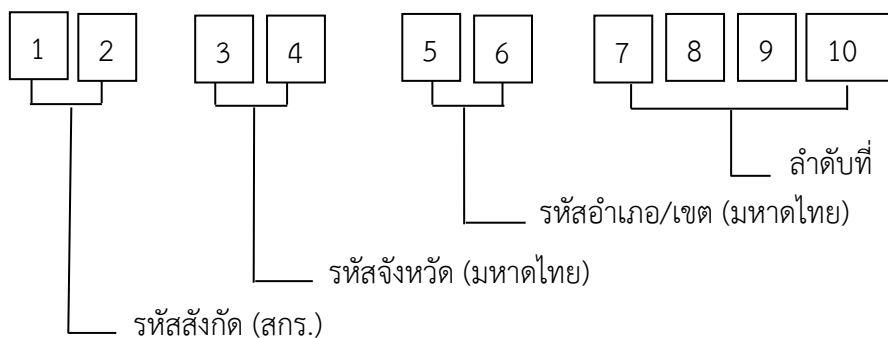 1 2 3 4 5 6 7 8 9 10
ลำดับที่
รหัสอำเภอ/เขต (มหาดไทย)
รหัสจังหวัด (มหาดไทย)
รหัสสังกัด (สกร.)